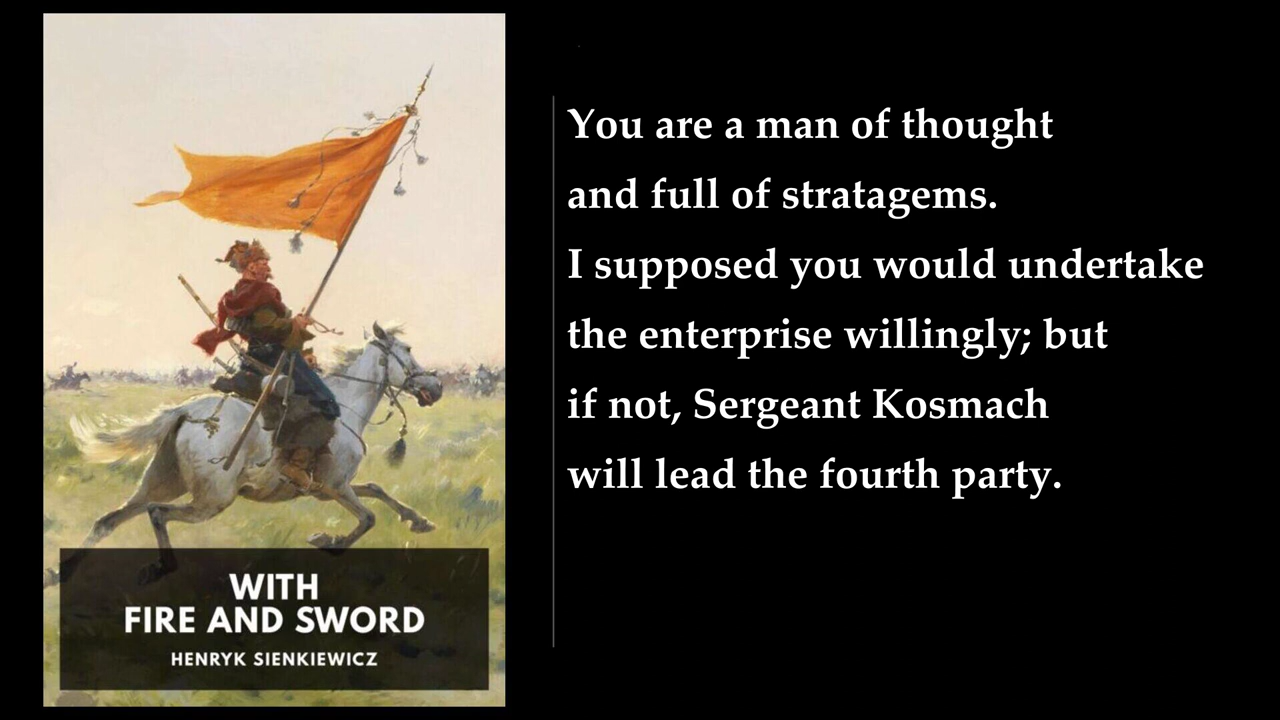 You are a man of thought
and full of stratagems.
I supposed you would undertake
the enterprise willingly; but
if not, Sergeant Kosmach
will lead the fourth party.
WITH
FIRE AND SWORD
HENRYK SIENKIEWICZ